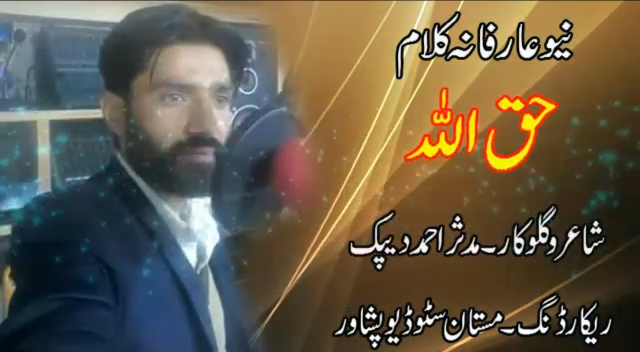 نیو عارفانہ کلام
حق اللہ
شاعر و گلوکار۔ مدثر احمد دیپک
ریکارڈنگ۔ مستان سٹوڈیو پشاور